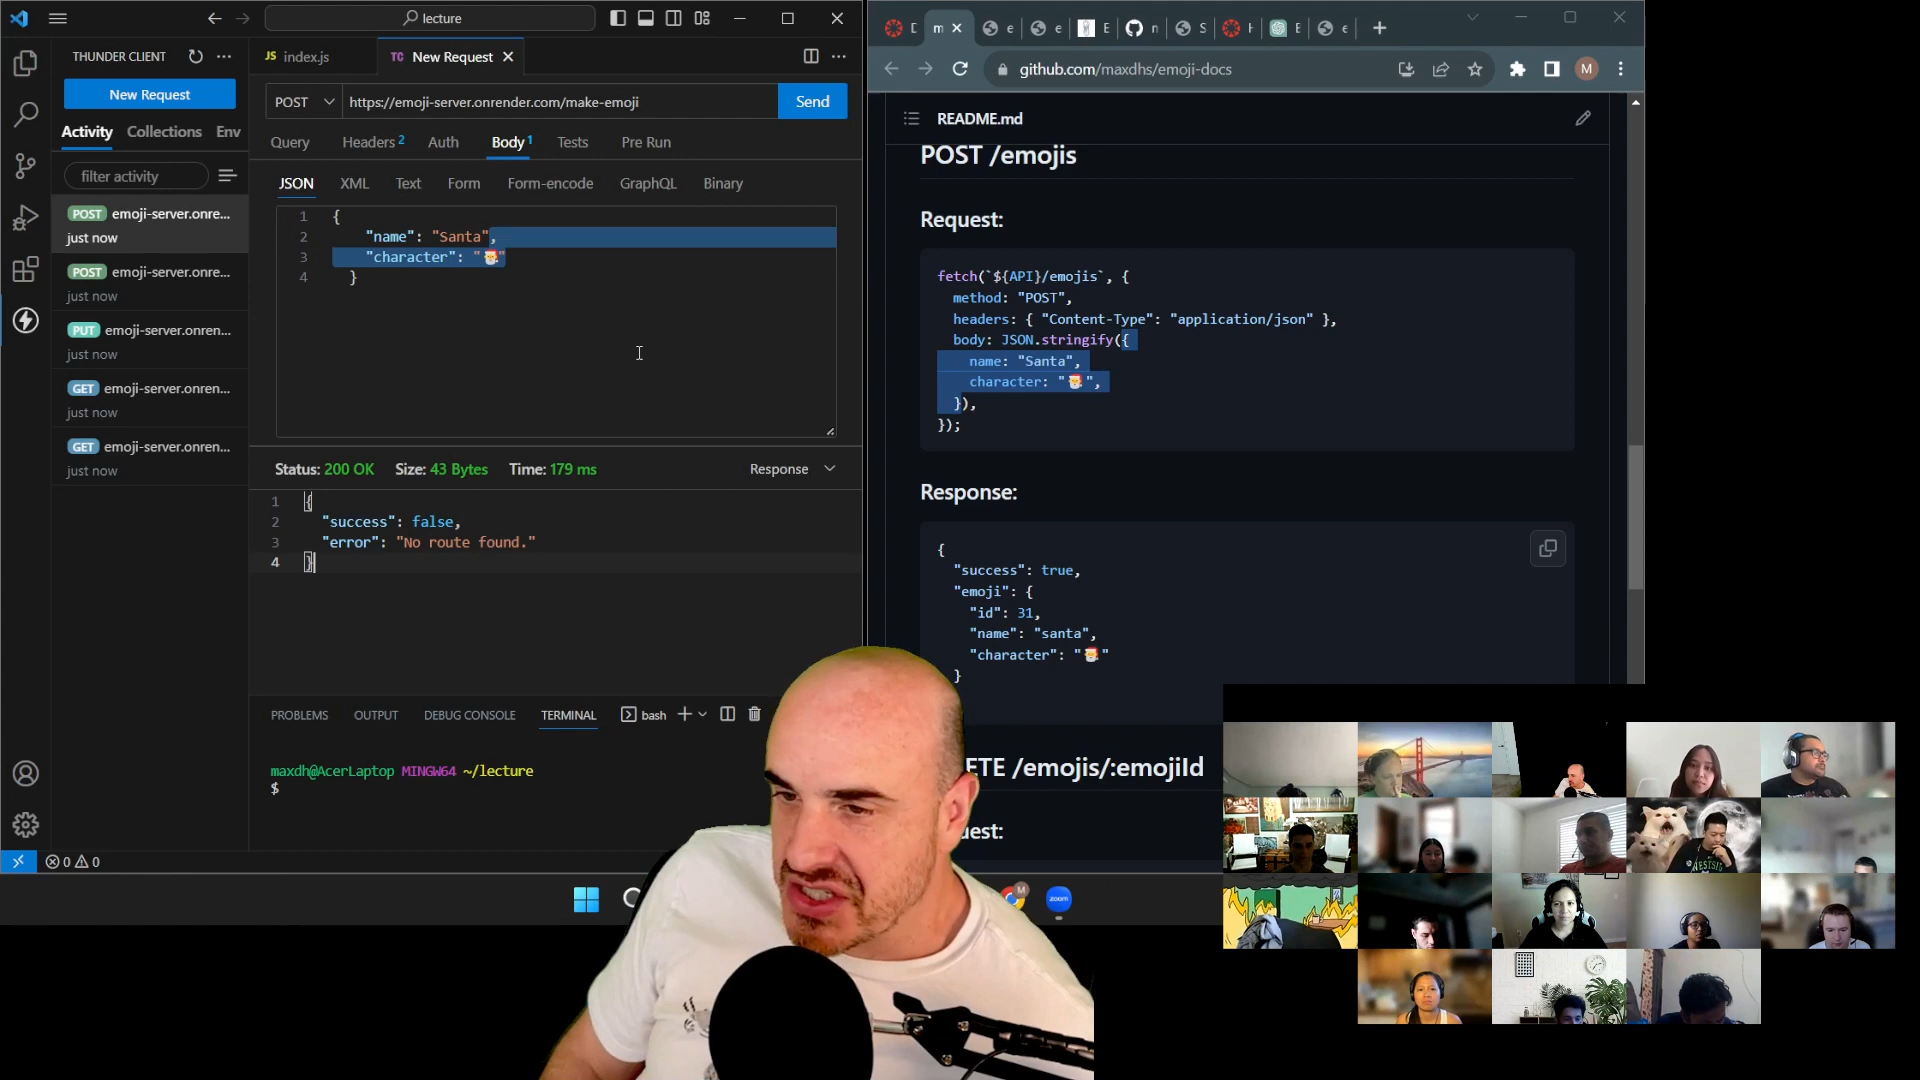 lecture
THUNDER CLIENT
JS index.js
TC New Request
New Request
POST
https://emoji-server.onrender.com/make-emoji
Send
Activity
Collections
Env
Query
Headers 2
Auth
Body 1
Tests
Pre Run
filter activity
JSON
XML
Text
Form
Form-encode
GraphQL
Binary
POST emoji-server.onre...
just now
POST emoji-server.onre...
just now
PUT emoji-server.onren...
just now
GET emoji-server.onren...
just now
GET emoji-server.onren...
just now
1 {
2 "name": "Santa",
3 "character": "🎅"
4 }
Status: 200 OK
Size: 43 Bytes
Time: 179 ms
Response
1 {
2 "success": false,
3 "error": "No route found."
4 }
PROBLEMS
OUTPUT
DEBUG CONSOLE
TERMINAL
bash
maxdh@AcerLaptop MINGW64 ~/lecture
$
0 0
m
e
e
E
n
S
E
e
github.com/maxdhs/emoji-docs
M
README.md
POST /emojis
Request:
fetch(`${API}/emojis`, {
method: "POST",
headers: { "Content-Type": "application/json" },
body: JSON.stringify({
name: "Santa",
character: "🎅",
}),
});
Response:
{
"success": true,
"emoji": {
"id": 31,
"name": "santa",
"character": "🎅"
}
ETE /emojis/:emojiId
uest:
M
zoom